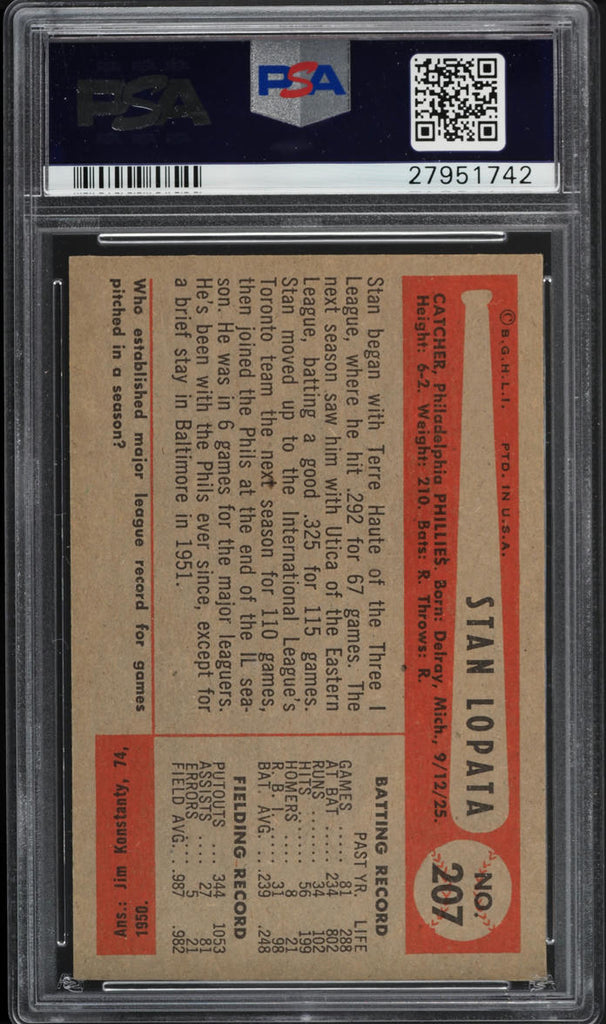 PSA
PSA
27951742
© B.G.H.L.I. PTD. IN U.S.A.
STAN LOPATA
NO.
207
CATCHER, Philadelphia PHILLIES. Born: Delray, Mich., 9/12/25.
Height: 6-2. Weight: 210. Bats: R. Throws: R.
Stan began with Terre Haute of the Three I
League, where he hit .292 for 67 games. The
next season saw him with Utica of the Eastern
League, batting a good .325 for 115 games.
Stan moved up to the International League's
Toronto team the next season for 110 games,
then joined the Phils at the end of the IL sea-
son. He was in 6 games for the major leaguers.
He's been with the Phils ever since, except for
a brief stay in Baltimore in 1951.
BATTING RECORD
PAST YR. LIFE
GAMES ..... 81 288
AT BAT ..... 234 802
RUNS ...... 34 102
HITS ....... 56 199
HOMERS .... 8 21
R. B. I. .... 31 98
BAT. AVG. ... .239 .248
FIELDING RECORD
PUTOUTS .... 344 1053
ASSISTS .... 27 81
ERRORS .... 5 21
FIELD AVG. .. .987 .982
Who established major league record for games
pitched in a season?
Ans.: Jim Konstanty, 74,
1950.